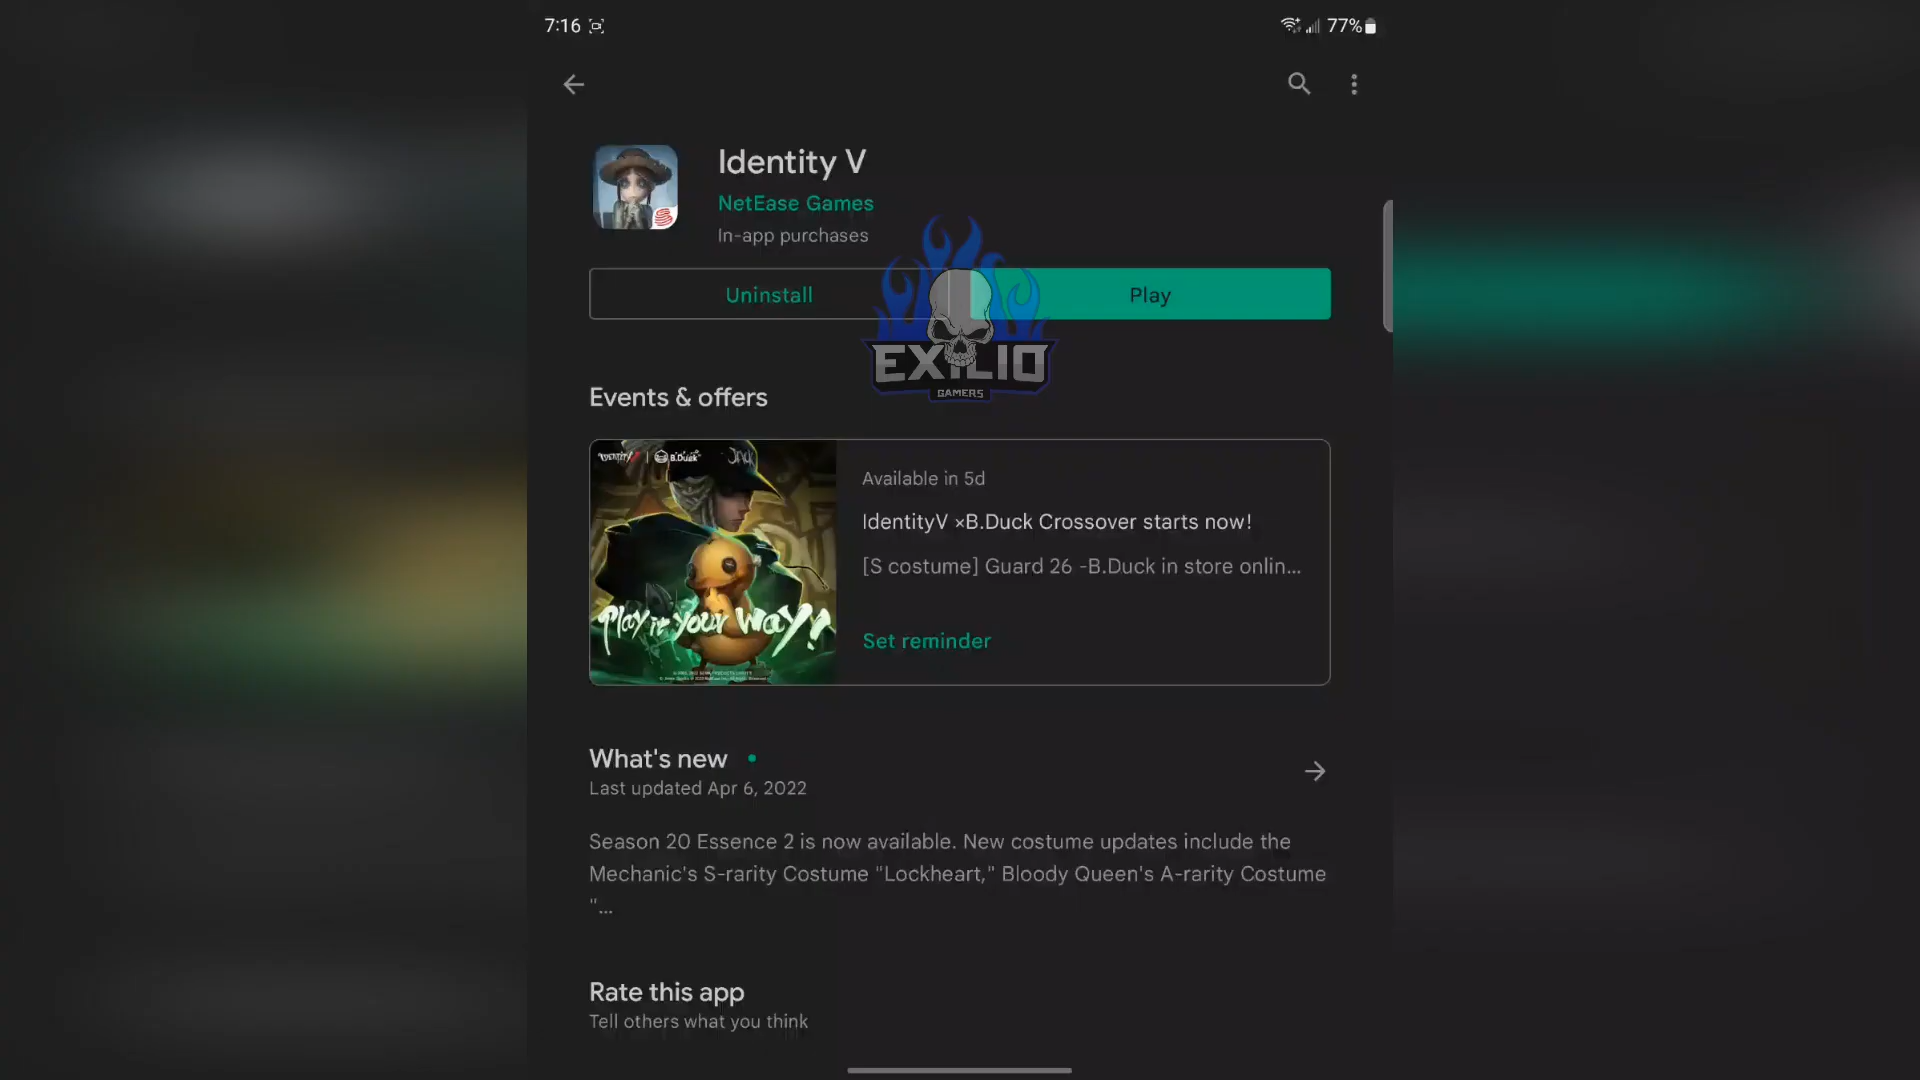 7:16
77%
Identity V
NetEase Games
In-app purchases
Uninstall
Play
EXILIO
GAMERS
Events & offers
IDENTITY V | B.Duck
JACK
Play it your way!
Available in 5d
IdentityV ×B.Duck Crossover starts now!
[S costume] Guard 26 -B.Duck in store onlin...
Set reminder
What's new
Last updated Apr 6, 2022
Season 20 Essence 2 is now available. New costume updates include the
Mechanic's S-rarity Costume "Lockheart," Bloody Queen's A-rarity Costume
"...
Rate this app
Tell others what you think